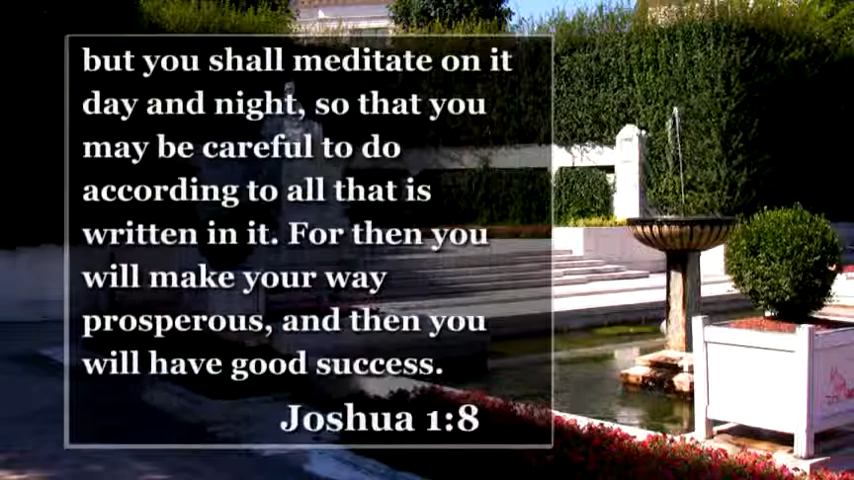 but you shall meditate on it
day and night, so that you
may be careful to do
according to all that is
written in it. For then you
will make your way
prosperous, and then you
will have good success.
Joshua 1:8